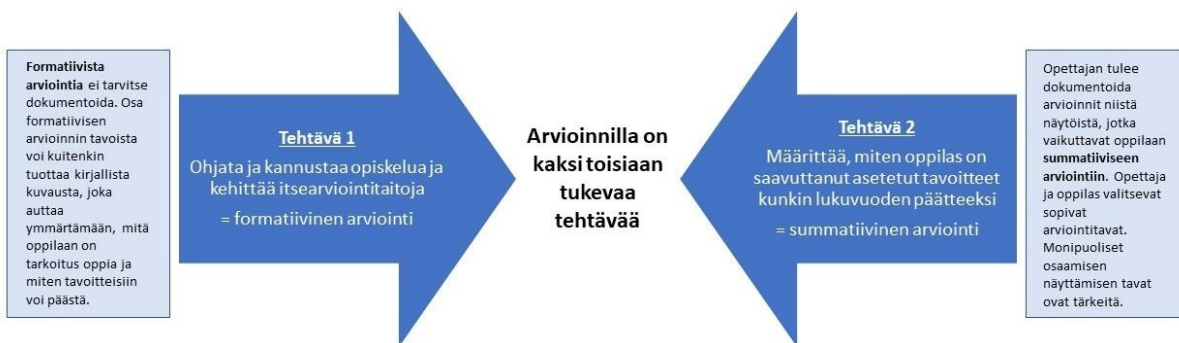 Formatiivista
arviointia ei tarvitse
dokumentoida. Osa
formatiivisen
arvioinnin tavoista
voi kuitenkin
tuottaa kirjallista
kuvausta, joka
auttaa
ymmärtämään, mitä
oppilaan on
tarkoitus oppia ja
miten tavoitteisiin
voi päästä.
Tehtävä 1
Ohjata ja kannustaa opiskelua ja
kehittää itsearviointitaitoja
= formatiivinen arviointi
Arvioinnilla on
kaksi toisiaan
tukevaa
tehtävää
Tehtävä 2
Määrittää, miten oppilas on
saavuttanut asetetut tavoitteet
kunkin lukuvuoden päätteeksi
= summatiivinen arviointi
Opettajan tulee
dokumentoida
arvioinnit niistä
näytöistä, jotka
vaikuttavat oppilaan
summatiiviseen
arviointiin. Opettaja
ja oppilas valitsevat
sopivat
arviointitavat.
Monipuoliset
osaamisen
näyttämisen tavat
ovat tärkeitä.